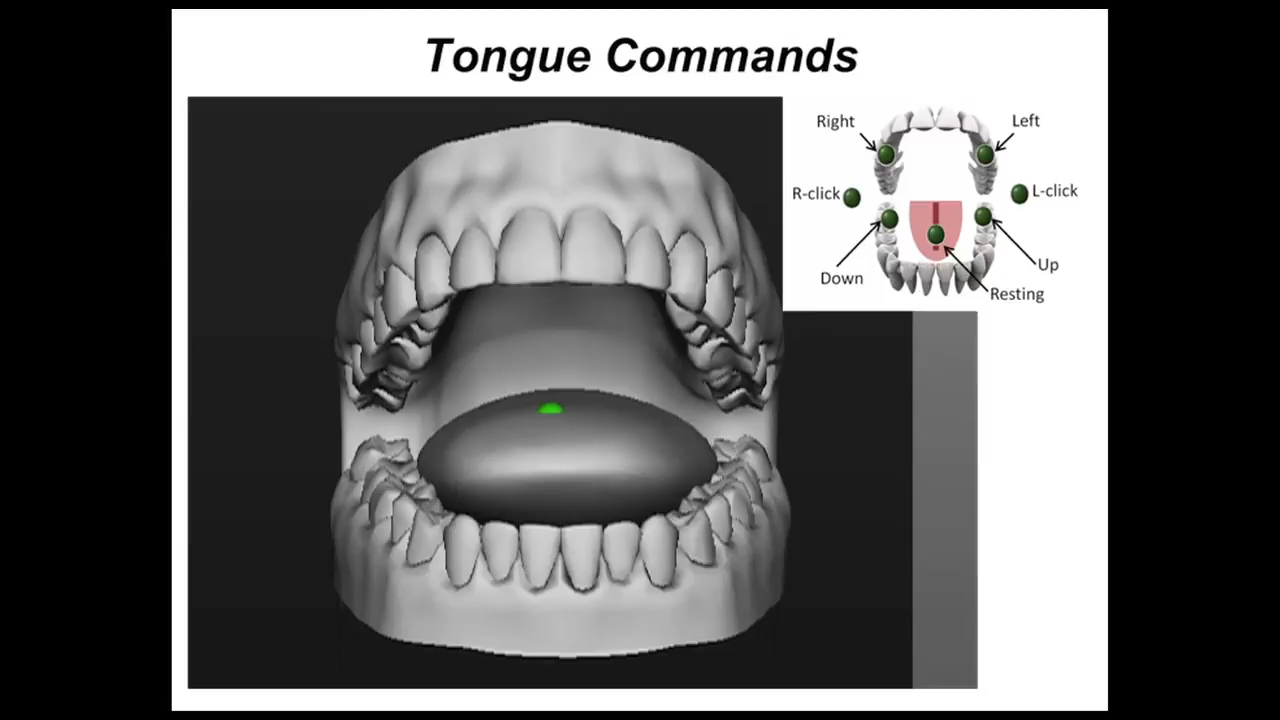 Tongue Commands
Right
Left
R-click
L-click
Down
Up
Resting